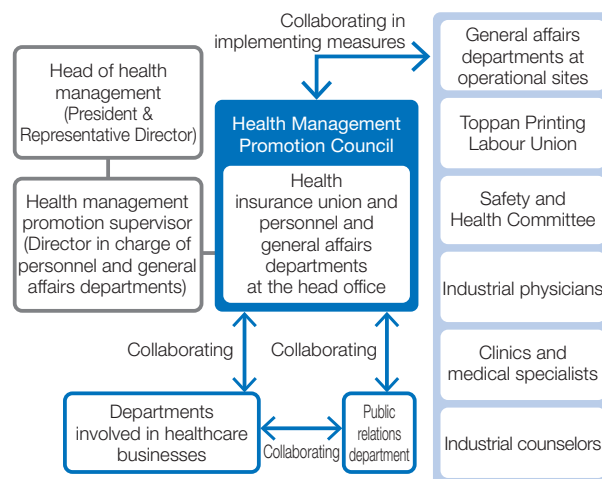 Collaborating in
implementing measures
Head of health
management
(President &
Representative Director)
Health management
promotion supervisor
(Director in charge of
personnel and general
affairs departments)
Health Management
Promotion Council
Health
insurance union and
personnel and
general affairs
departments
at the head office
Collaborating
Collaborating
Departments
involved in healthcare
businesses
Collaborating
Public
relations
department
General affairs
departments at
operational sites
Toppan Printing
Labour Union
Safety and
Health Committee
Industrial physicians
Clinics and
medical specialists
Industrial counselors